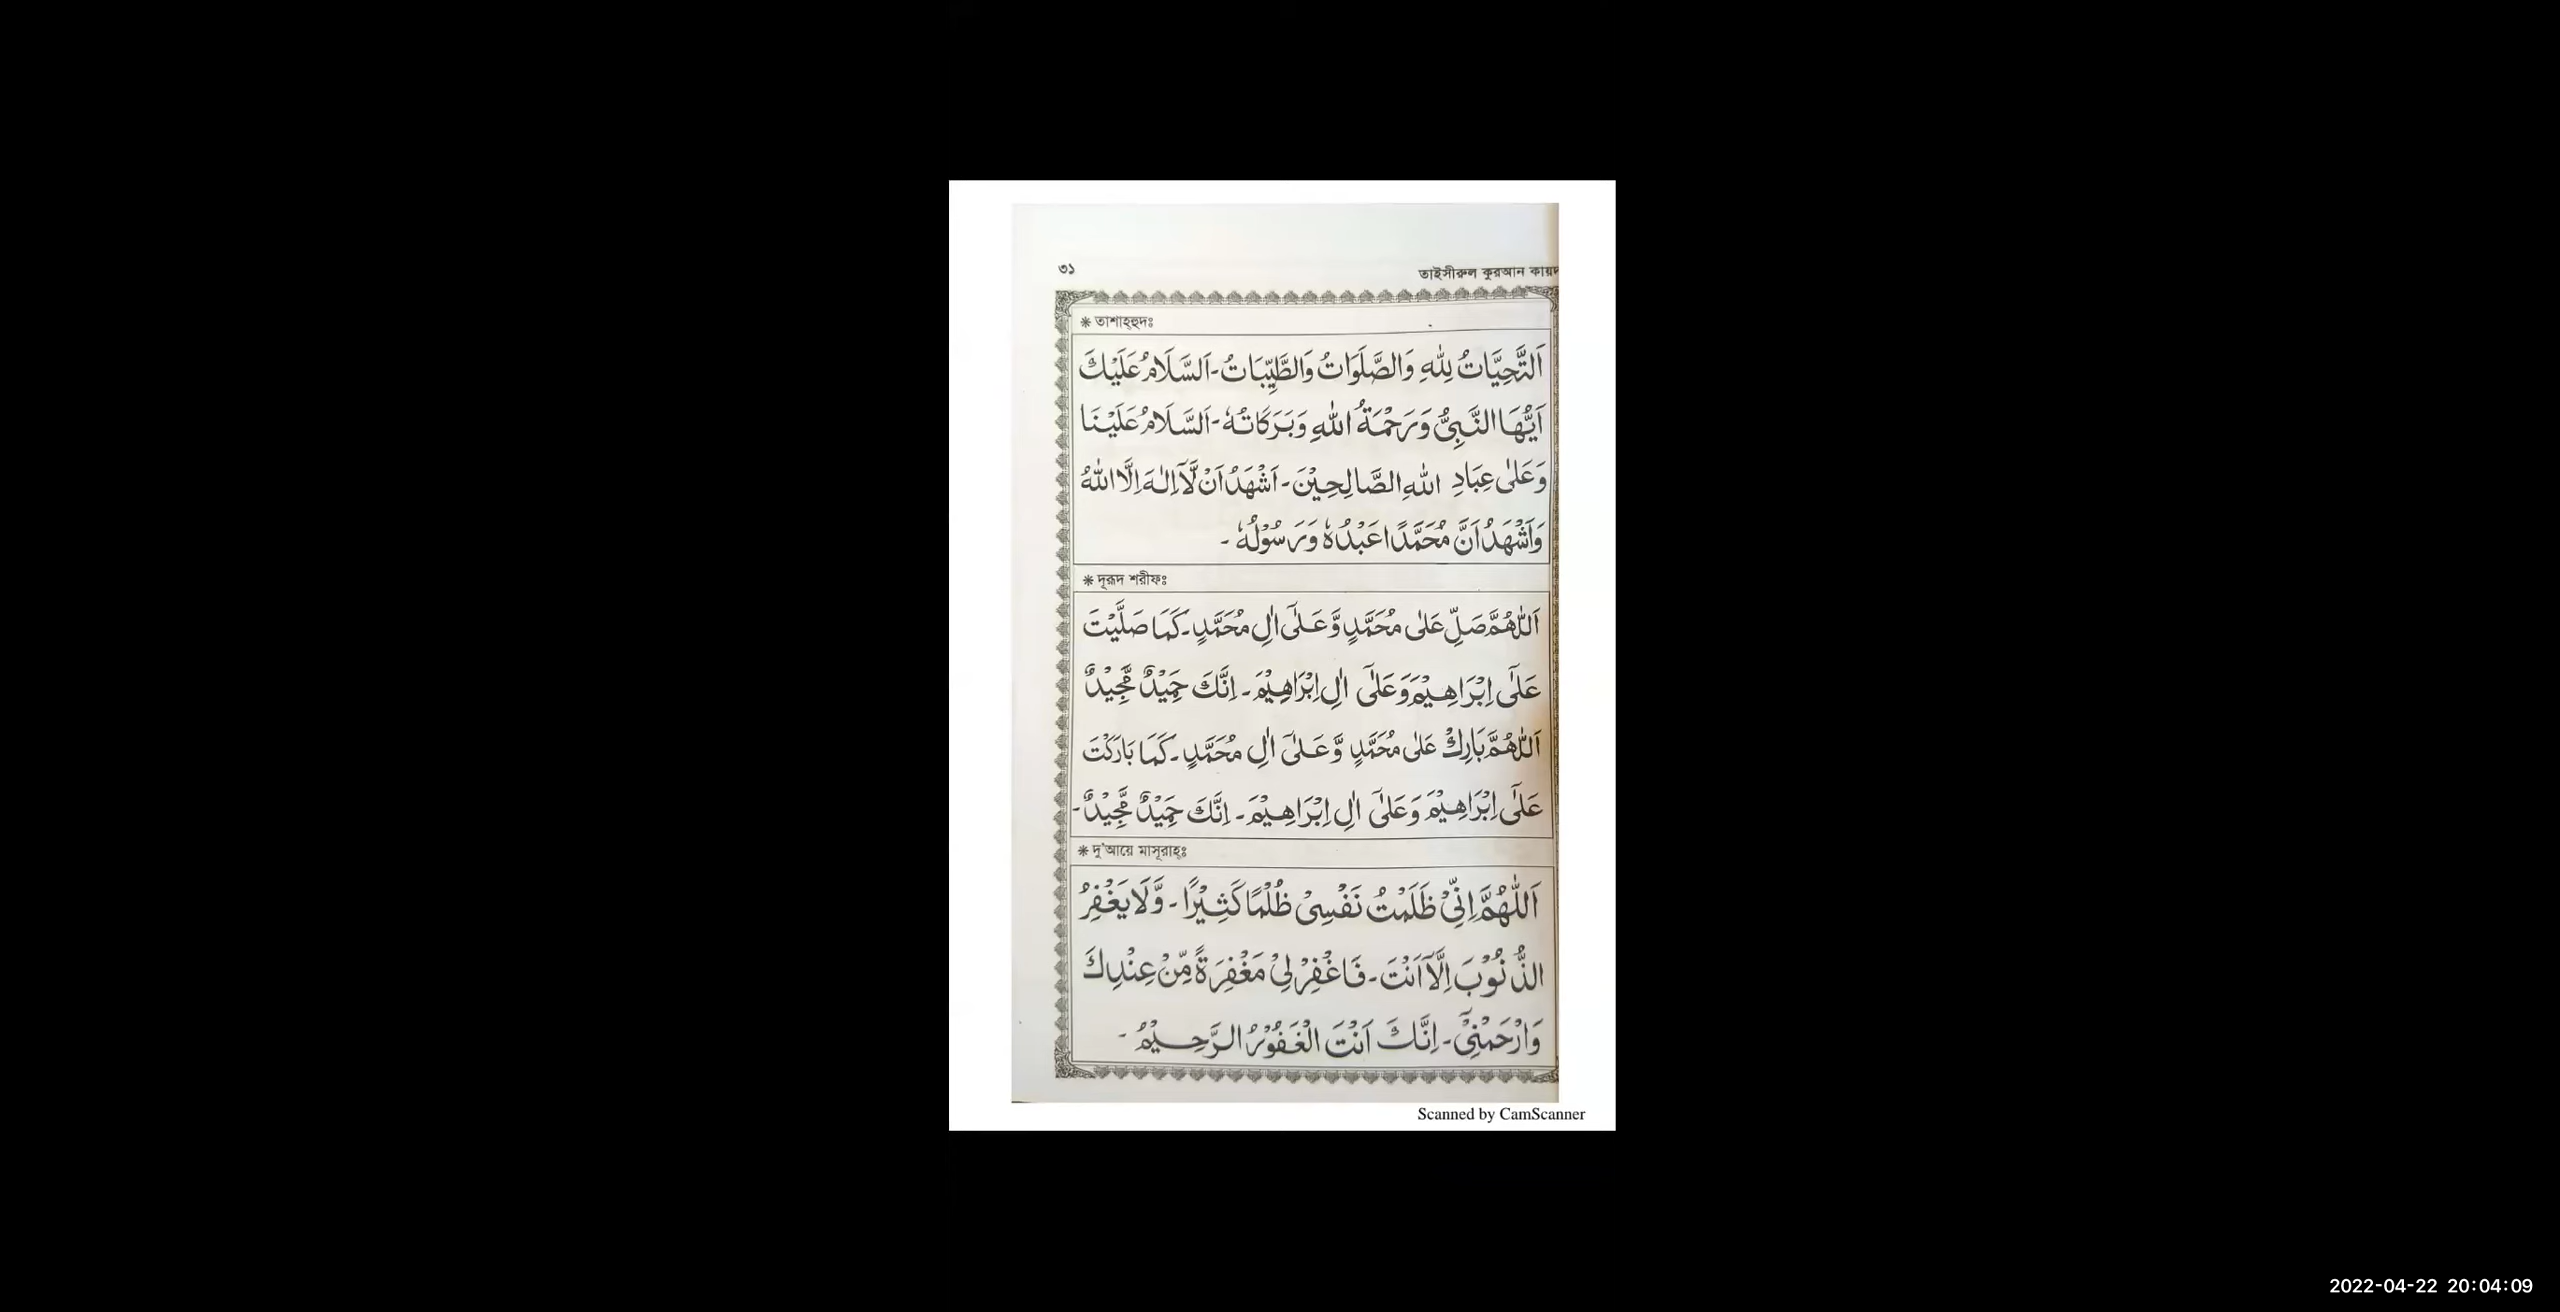 ৩১ তাইসীরুল কুরআন কায়দ
* তাশাহ্হুদঃ
اَلتَّحِيَّاتُ لِلّٰهِ وَالصَّلَوَاتُ وَالطَّيِّبَاتُ۔اَلسَّلَامُ عَلَيْكَ
اَيُّهَا النَّبِيُّ وَرَحْمَةُ اللّٰهِ وَبَرَكَاتُهٗ۔اَلسَّلَامُ عَلَيْنَا
وَعَلٰى عِبَادِ اللّٰهِ الصَّالِحِيْنَ۔اَشْهَدُ اَنْ لَّآ اِلٰهَ اِلَّا اللّٰهُ
وَاَشْهَدُ اَنَّ مُحَمَّدًا عَبْدُهٗ وَرَسُوْلُهٗ۔
* দূরূদ শরীফঃ
اَللّٰهُمَّ صَلِّ عَلٰى مُحَمَّدٍ وَّعَلٰٓى اٰلِ مُحَمَّدٍ۔كَمَا صَلَّيْتَ
عَلٰٓى اِبْرَاهِيْمَ وَعَلٰٓى اٰلِ اِبْرَاهِيْمَ۔اِنَّكَ حَمِيْدٌ مَّجِيْدٌ
اَللّٰهُمَّ بَارِكْ عَلٰى مُحَمَّدٍ وَّعَلٰٓى اٰلِ مُحَمَّدٍ۔كَمَا بَارَكْتَ
عَلٰٓى اِبْرَاهِيْمَ وَعَلٰٓى اٰلِ اِبْرَاهِيْمَ۔اِنَّكَ حَمِيْدٌ مَّجِيْدٌ۔
* দু'আয়ে মাসূরাহঃ
اَللّٰهُمَّ اِنِّيْ ظَلَمْتُ نَفْسِيْ ظُلْمًا كَثِيْرًا۔وَّلَا يَغْفِرُ
الذُّنُوْبَ اِلَّآ اَنْتَ۔فَاغْفِرْلِيْ مَغْفِرَةً مِّنْ عِنْدِكَ
وَارْحَمْنِيْٓ۔اِنَّكَ اَنْتَ الْغَفُوْرُ الرَّحِيْمُ۔
Scanned by CamScanner
2022-04-22 20:04:09